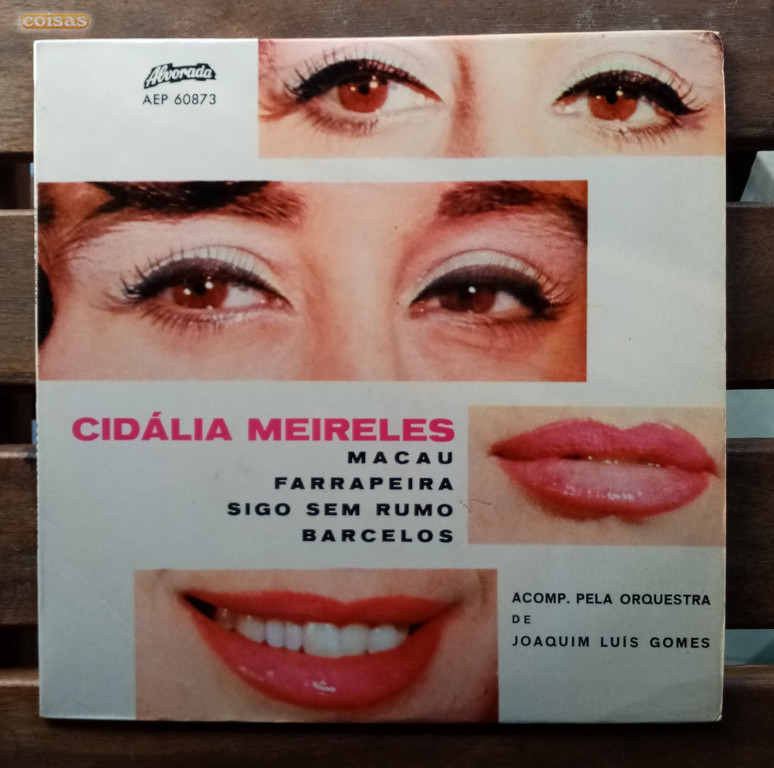 coisas
Alvorada
AEP 60873
CIDÁLIA MEIRELES
MACAU
FARRAPEIRA
SIGO SEM RUMO
BARCELOS
ACOMP. PELA ORQUESTRA
DE
JOAQUIM LUÍS GOMES